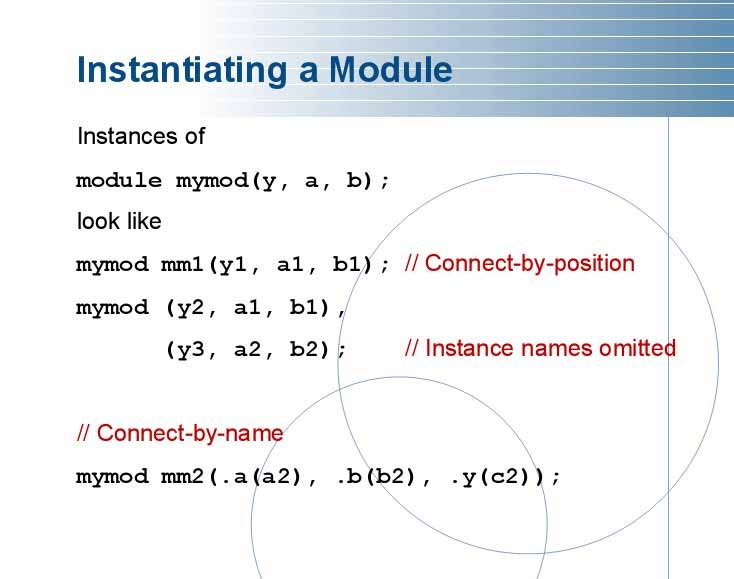 Instantiating a Module
Instances of
module mymod(y, a, b);
look like
mymod mm1(y1, a1, b1); // Connect-by-position
mymod (y2, a1, b1),
(y3, a2, b2); // Instance names omitted
// Connect-by-name
mymod mm2(.a(a2), .b(b2), .y(c2));